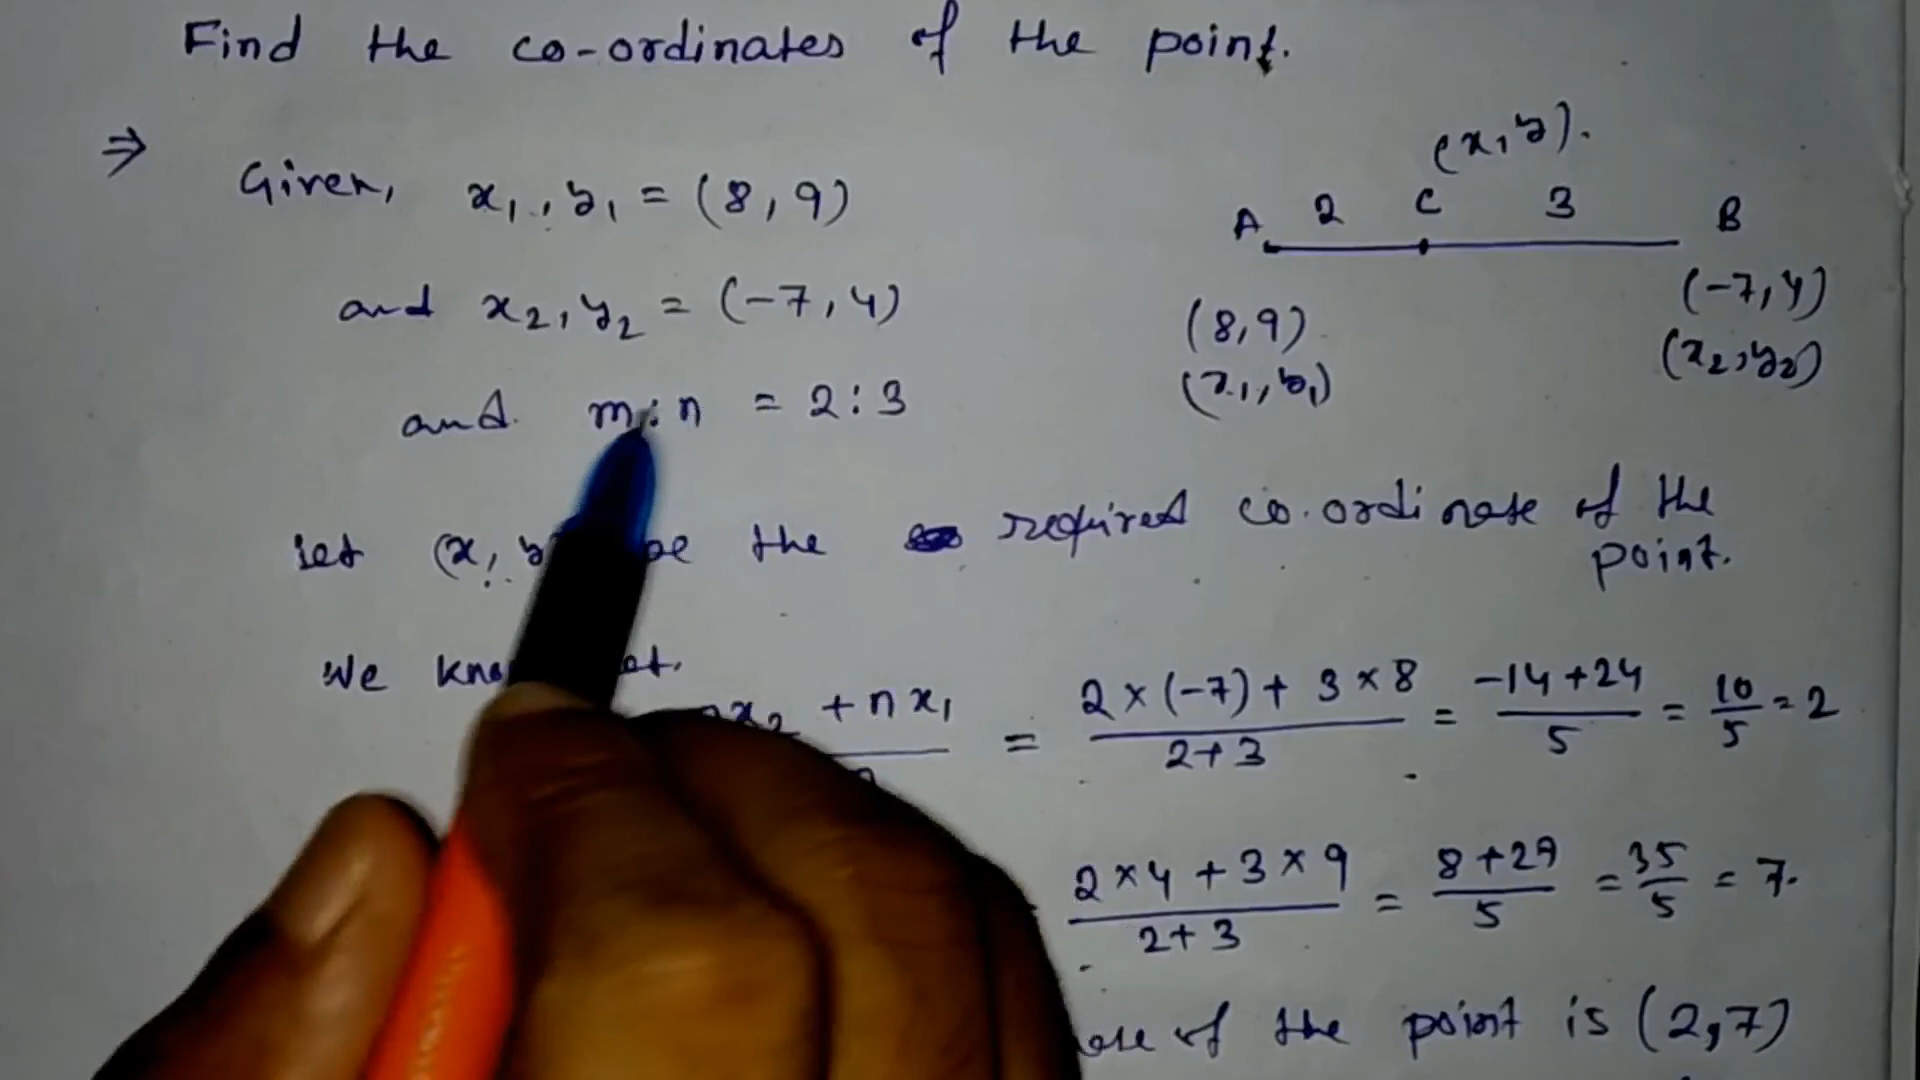 Find the co-ordinates of the point.
⇒ Given, x₁, y₁ = (8, 9)
and x₂, y₂ = (-7, 4)
and m:n = 2:3
(x, y).
A 2 C 3 B
(8, 9) (-7, 4)
(x₁, y₁) (x₂, y₂)
Let (x, y) the required co-ordinate of the point.
We
x₂ + nx₁ = 2×(-7)+3×8 / 2+3 = -14+24 / 5 = 10/5 = 2
2×4+3×9 / 2+3 = 8+27 / 5 = 35/5 = 7.
of the point is (2, 7)